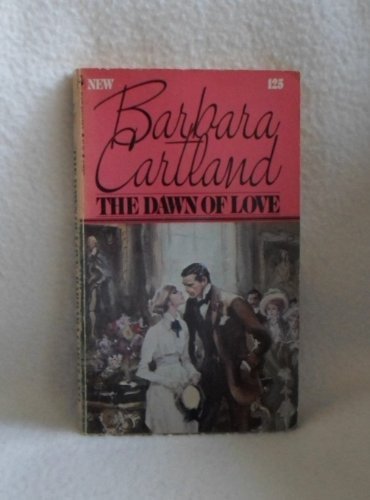 NEW 125
Barbara
Cartland
THE DAWN OF LOVE